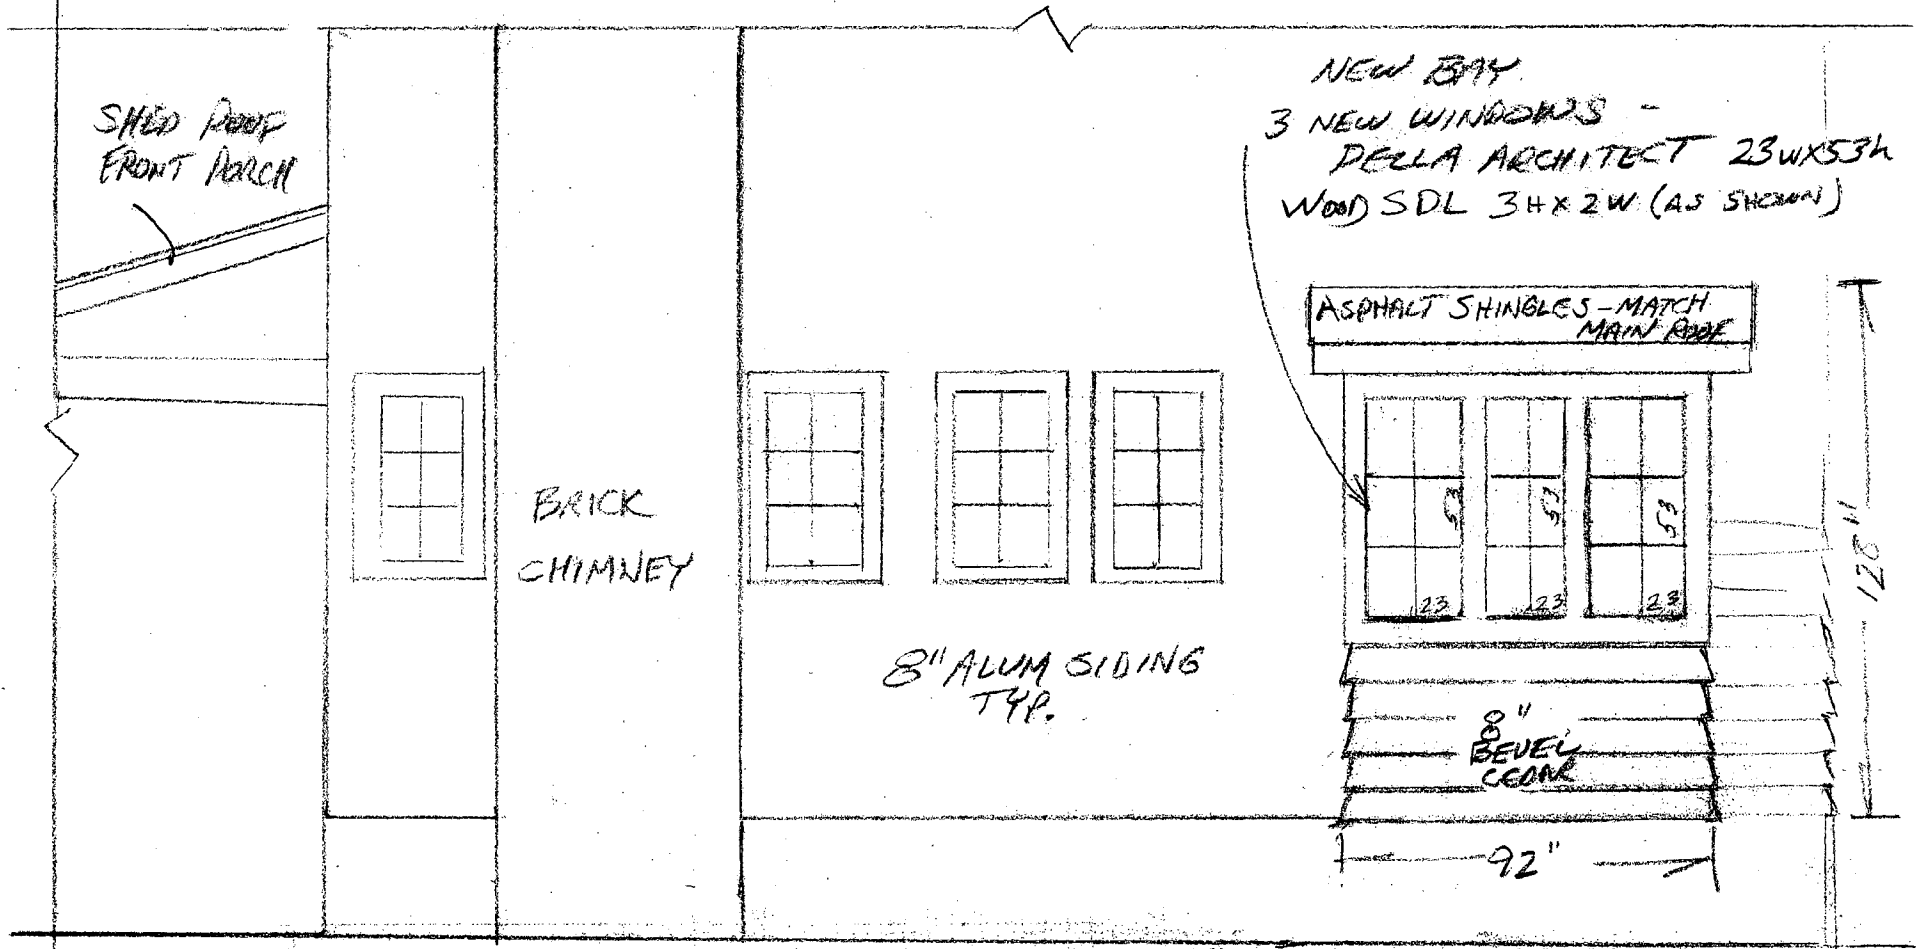 SHED ROOF
FRONT PORCH
NEW BAY
3 NEW WINDOWS -
PELLA ARCHITECT 23WX53h
WOOD SDL 3H X 2W (AS SHOWN)
ASPHALT SHINGLES - MATCH
MAIN ROOF
BRICK
CHIMNEY
53
53
53
23
23
23
128"
8" ALUM SIDING
TYP.
8"
BEVEL
CEDAR
92"